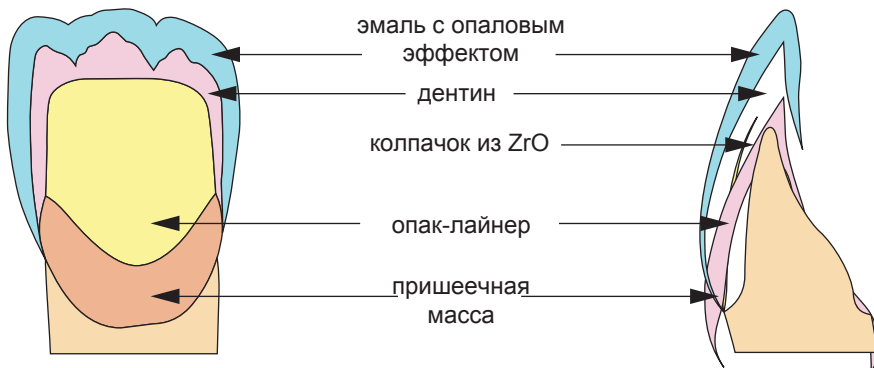 эмаль с опаловым
эффектом
дентин
колпачок из ZrO
опак-лайнер
пришеечная
масса